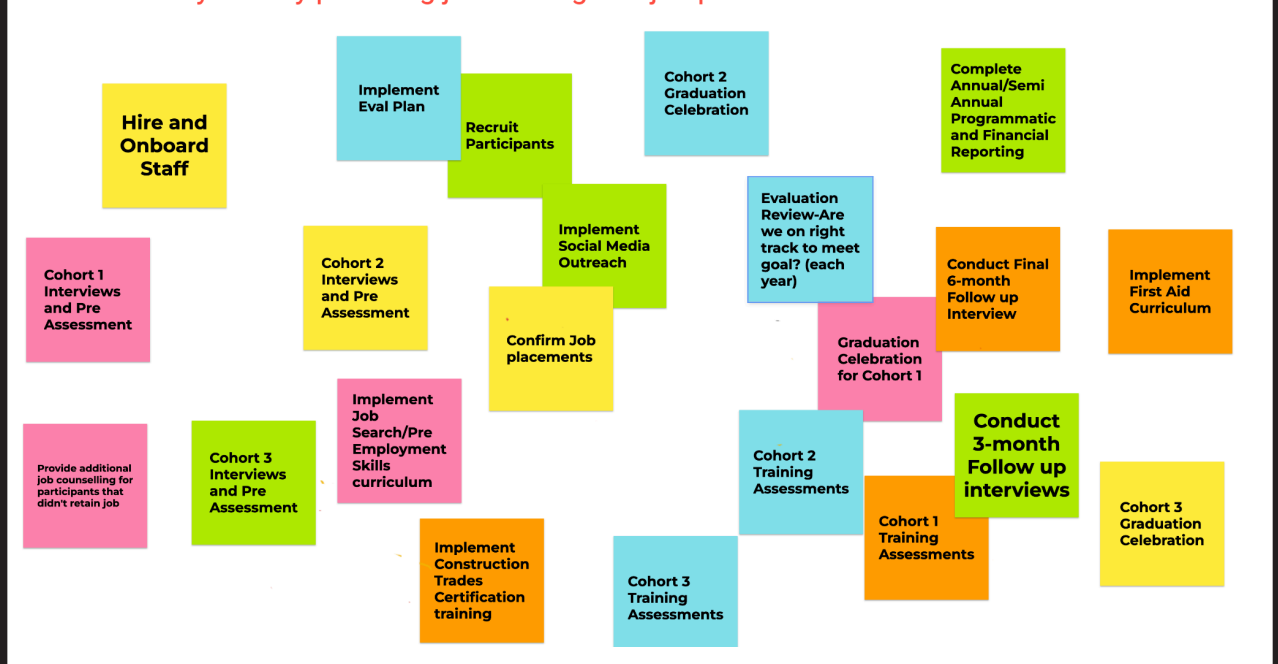 Implement
Eval Plan
Cohort 2
Graduation
Celebration
Complete
Annual/Semi
Annual
Programmatic
and Financial
Reporting
Hire and
Onboard
Staff
Recruit
Participants
Evaluation
Review-Are
we on right
track to meet
goal? (each
year)
Implement
Social Media
Outreach
Cohort 1
Interviews
and Pre
Assessment
Cohort 2
Interviews
and Pre
Assessment
Conduct Final
6-month
Follow up
Interview
Implement
First Aid
Curriculum
Confirm Job
placements
Graduation
Celebration
for Cohort 1
Implement
Job
Search/Pre
Employment
Skills
curriculum
Conduct
3-month
Follow up
interviews
Provide additional
job counselling for
participants that
didn't retain job
Cohort 3
Interviews
and Pre
Assessment
Cohort 2
Training
Assessments
Cohort 1
Training
Assessments
Cohort 3
Graduation
Celebration
Implement
Construction
Trades
Certification
training
Cohort 3
Training
Assessments